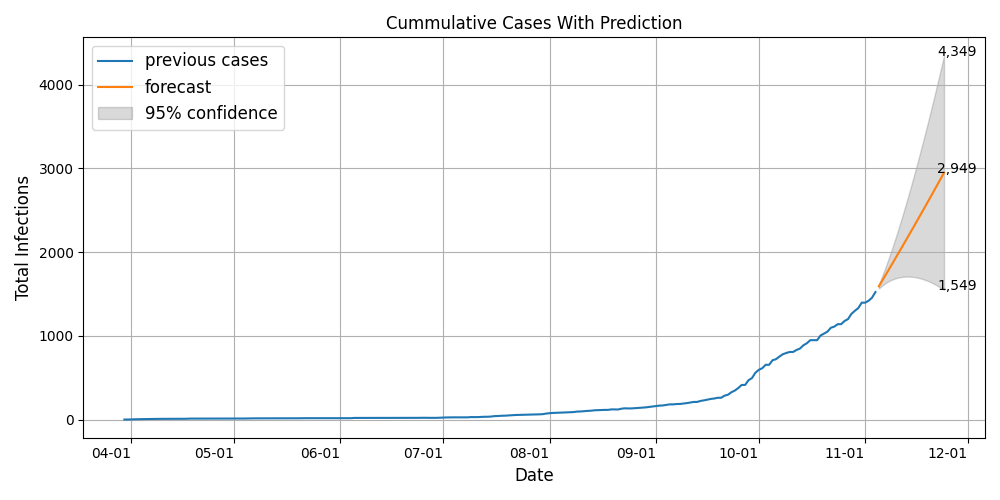 Cummulative Cases With Prediction
previous cases
forecast
95% confidence
4,349
2,949
1,549
Total Infections
4000
3000
2000
1000
0
04-01 05-01 06-01 07-01 08-01 09-01 10-01 11-01 12-01
Date